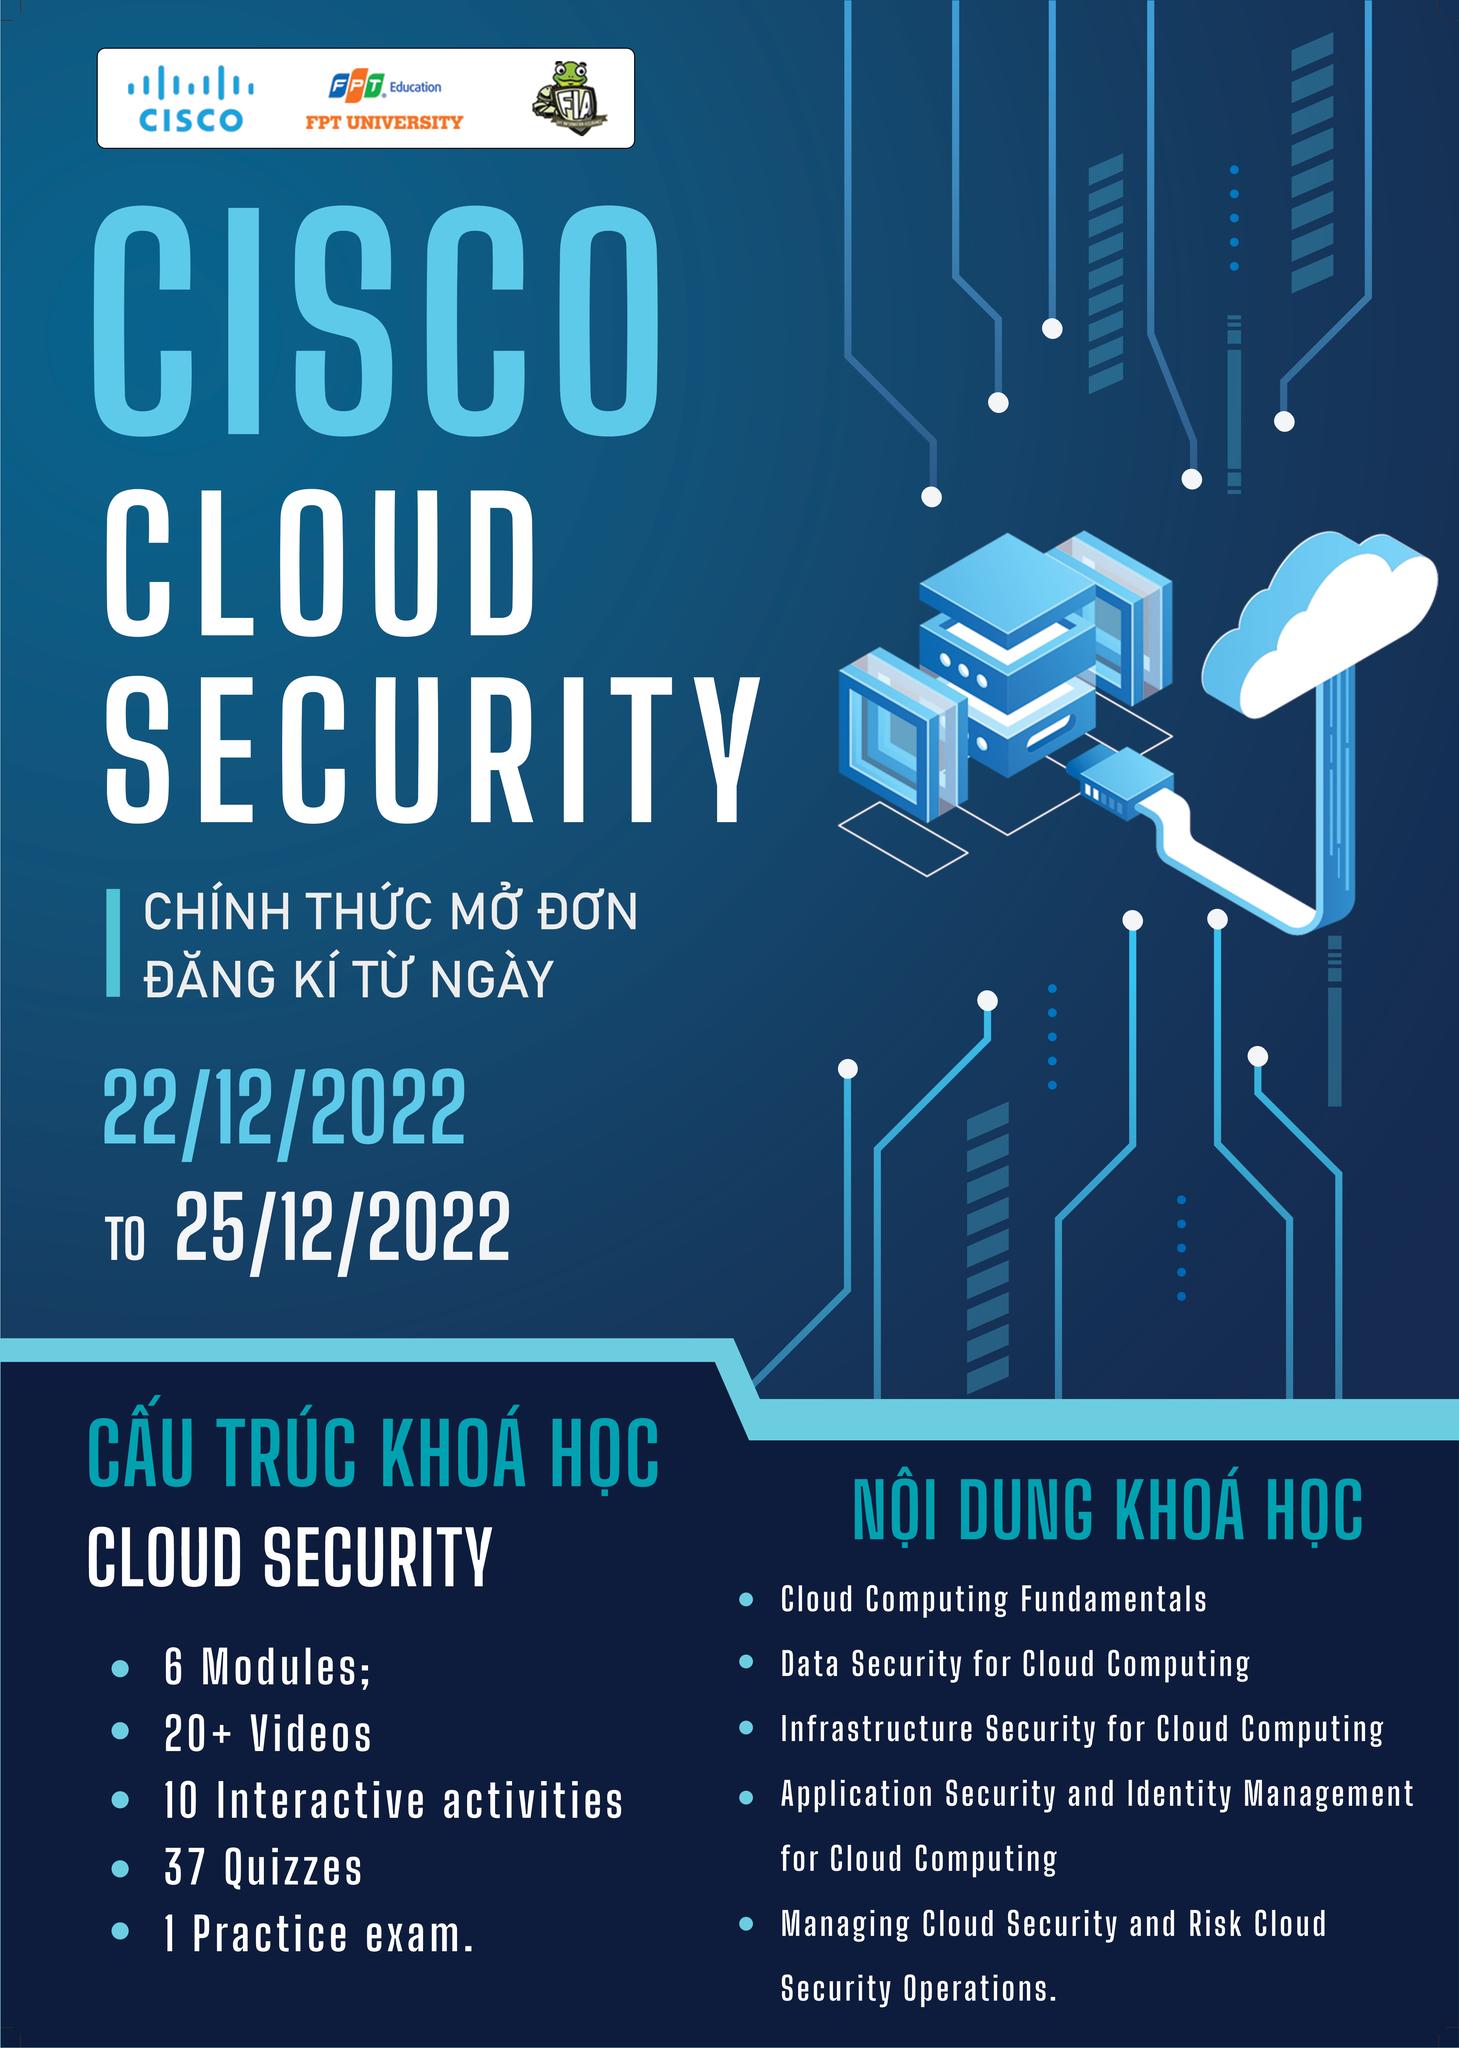 CISCO
FPT Education
FPT UNIVERSITY
FIA
CISCO
CLOUD
SECURITY
CHÍNH THỨC MỞ ĐƠN
ĐĂNG KÍ TỪ NGÀY
22/12/2022
TO 25/12/2022
CẤU TRÚC KHOÁ HỌC
CLOUD SECURITY
6 Modules;
20+ Videos
10 Interactive activities
37 Quizzes
1 Practice exam.
NỘI DUNG KHOÁ HỌC
Cloud Computing Fundamentals
Data Security for Cloud Computing
Infrastructure Security for Cloud Computing
Application Security and Identity Management
for Cloud Computing
Managing Cloud Security and Risk Cloud
Security Operations.